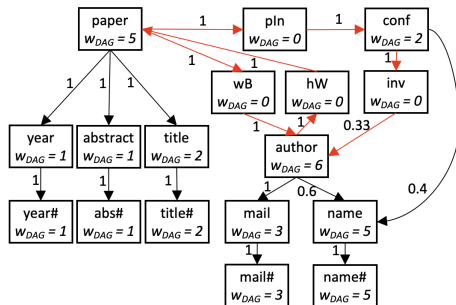 paper
w_DAG = 5
1
pIn
w_DAG = 0
1
conf
w_DAG = 2
1
1
1
1
1
1
1
wB
w_DAG = 0
hW
w_DAG = 0
inv
w_DAG = 0
1
1
0.33
year
w_DAG = 1
abstract
w_DAG = 1
title
w_DAG = 2
author
w_DAG = 6
1
1
1
1
0.6
0.4
year#
w_DAG = 1
abs#
w_DAG = 1
title#
w_DAG = 2
mail
w_DAG = 3
name
w_DAG = 5
1
1
mail#
w_DAG = 3
name#
w_DAG = 5